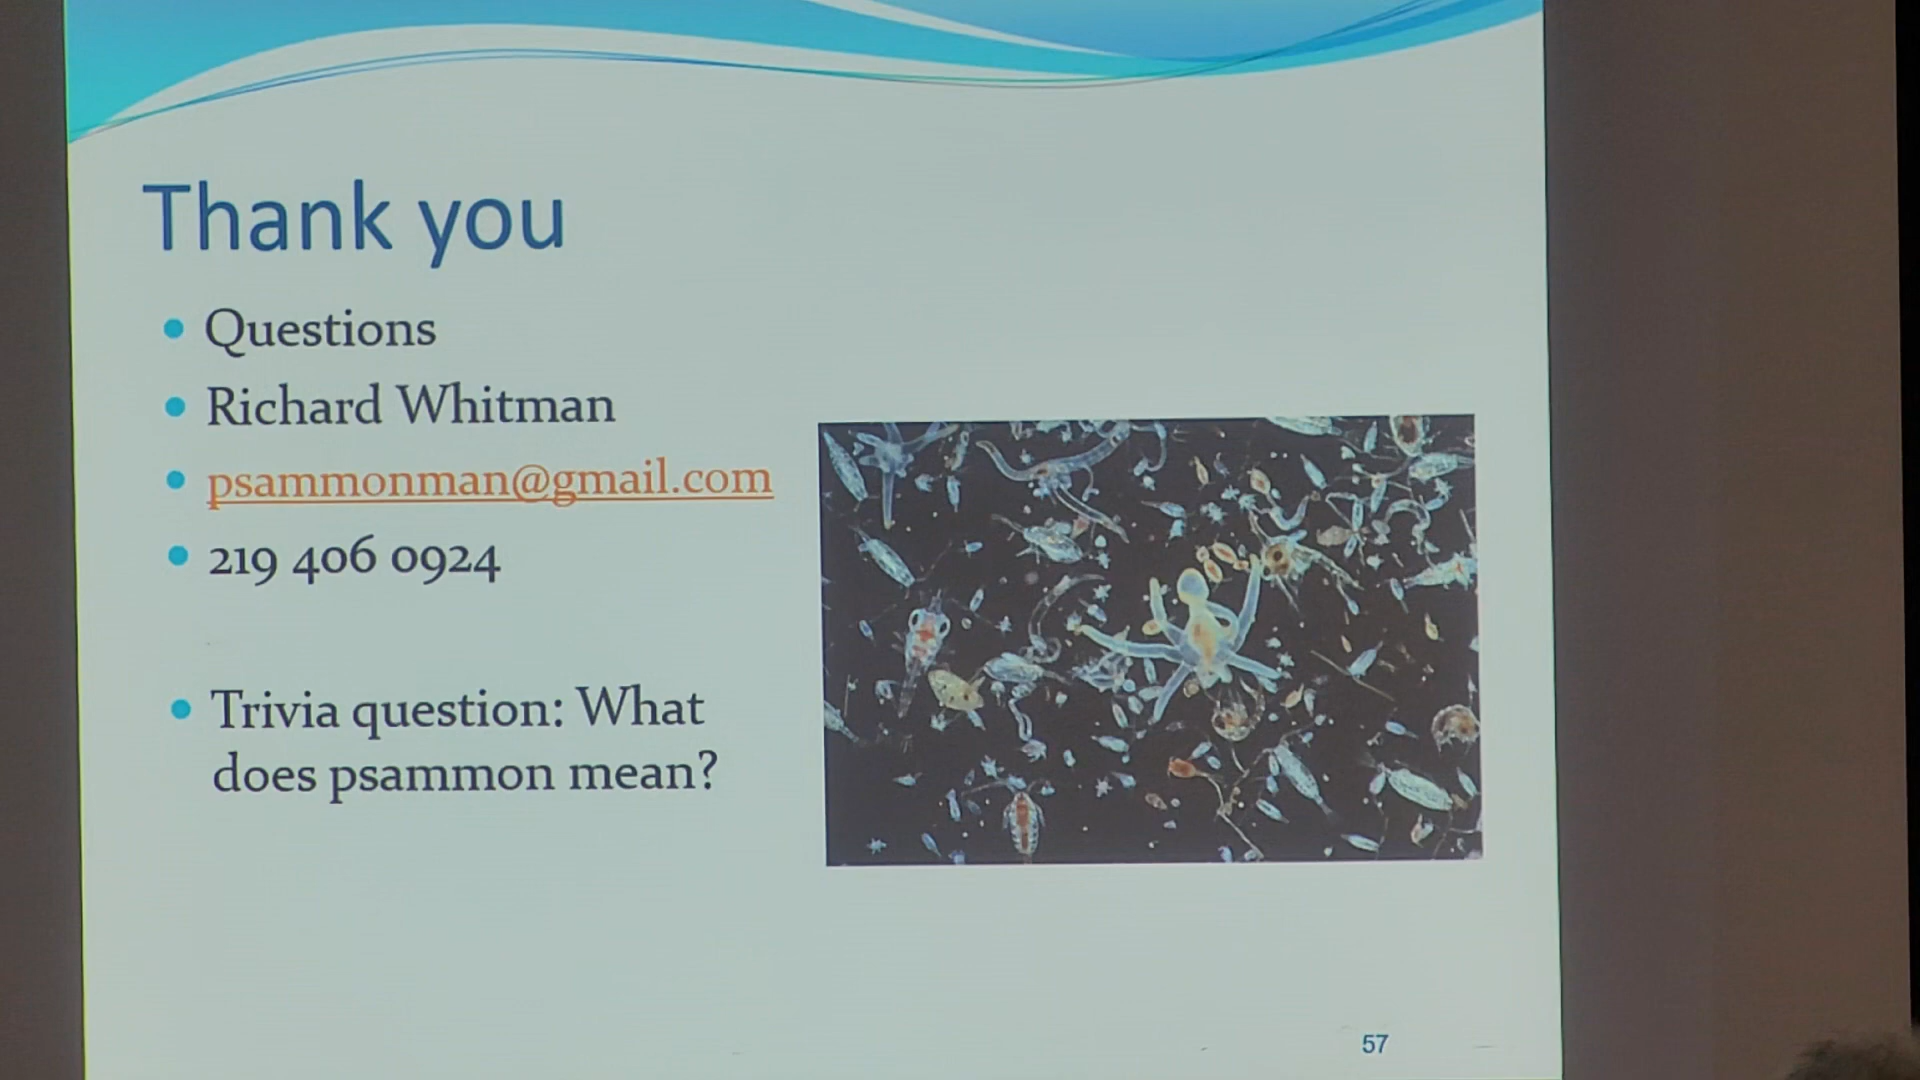 Thank you
Questions
Richard Whitman
psammonman@gmail.com
219 406 0924
Trivia question: What
does psammon mean?
57